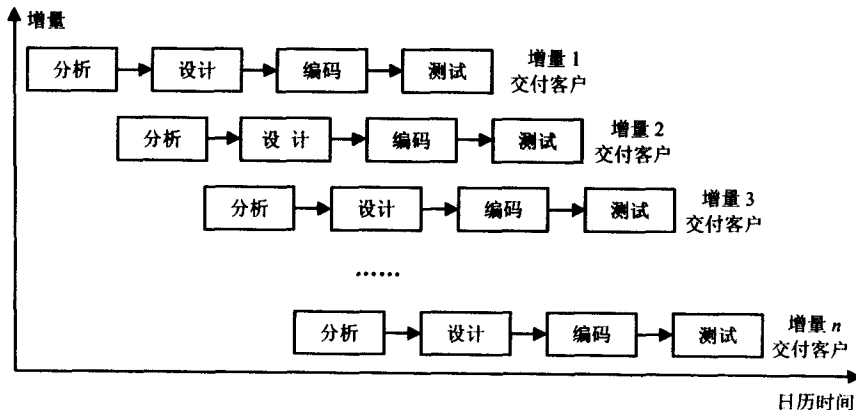 增量
分析 设计 编码 测试 增量 1
交付客户
分析 设 计 编码 测试 增量 2
交付客户
分析 设计 编码 测试 增量 3
交付客户
……
分析 设计 编码 测试 增量 n
交付客户
日历时间